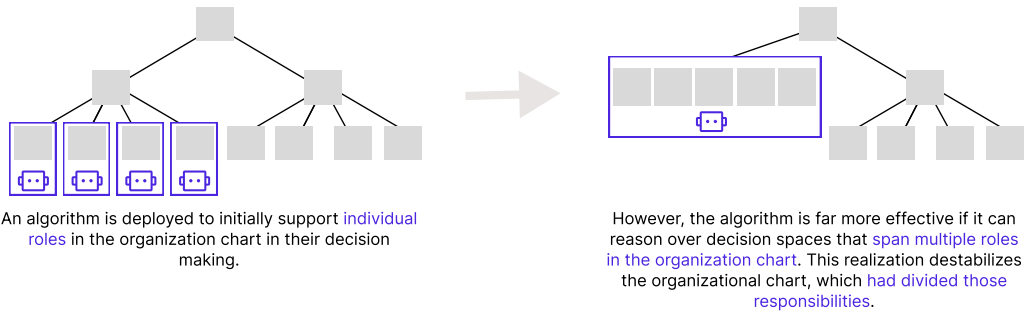 An algorithm is deployed to initially support individual
roles in the organization chart in their decision
making.
However, the algorithm is far more effective if it can
reason over decision spaces that span multiple roles
in the organization chart. This realization destabilizes
the organizational chart, which had divided those
responsibilities.